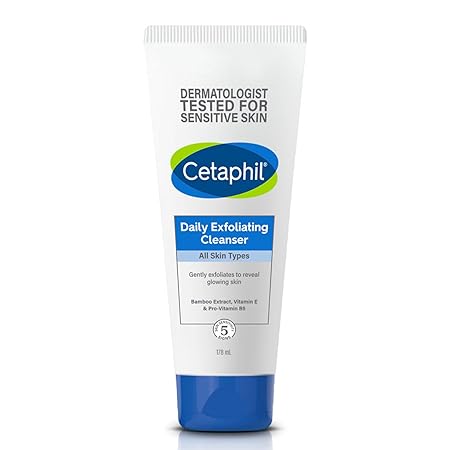 DERMATOLOGIST
TESTED FOR
SENSITIVE SKIN
Cetaphil®
Daily Exfoliating
Cleanser
All Skin Types
Gently exfoliates to reveal
glowing skin
Bamboo Extract, Vitamin E
& Pro-Vitamin B5
5
SIGNS
178 mL